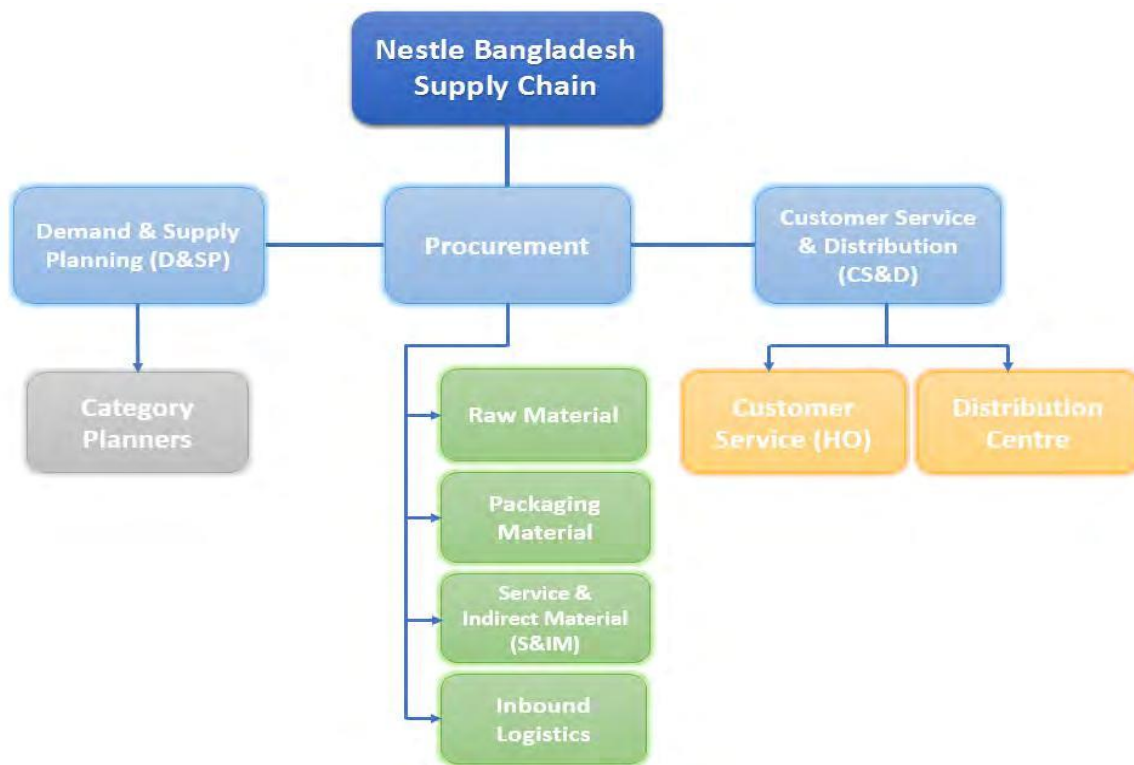 Nestle Bangladesh
Supply Chain
Demand & Supply
Planning (D&SP)
Procurement
Customer Service
& Distribution
(CS&D)
Category
Planners
Raw Material
Packaging
Material
Service &
Indirect Material
(S&IM)
Inbound
Logistics
Customer
Service (HO)
Distribution
Centre